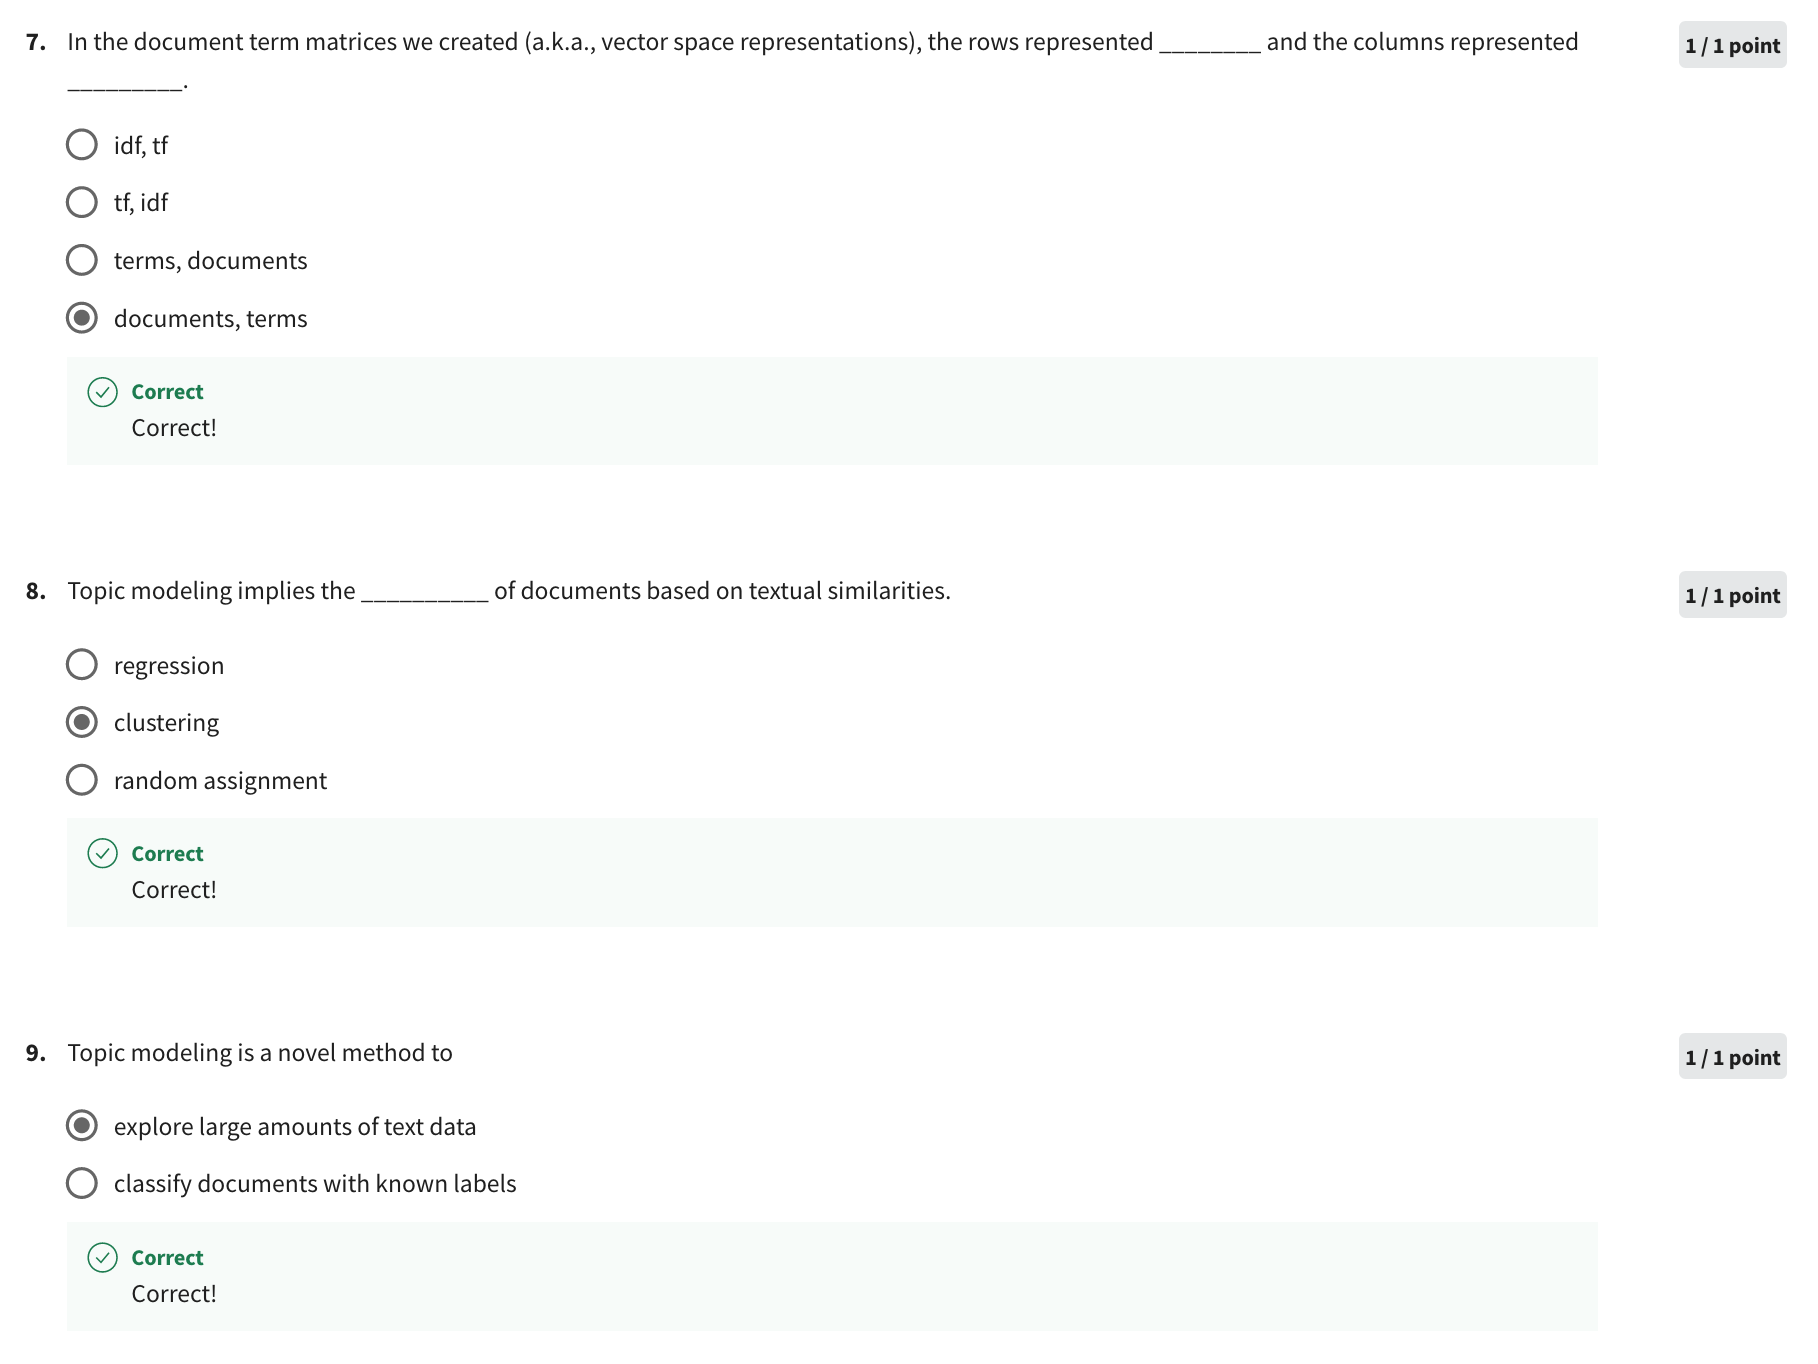 7. In the document term matrices we created (a.k.a., vector space representations), the rows represented ________ and the columns represented
_________.
1 / 1 point
idf, tf
tf, idf
terms, documents
documents, terms
Correct
Correct!
8. Topic modeling implies the __________ of documents based on textual similarities.
1 / 1 point
regression
clustering
random assignment
Correct
Correct!
9. Topic modeling is a novel method to
1 / 1 point
explore large amounts of text data
classify documents with known labels
Correct
Correct!